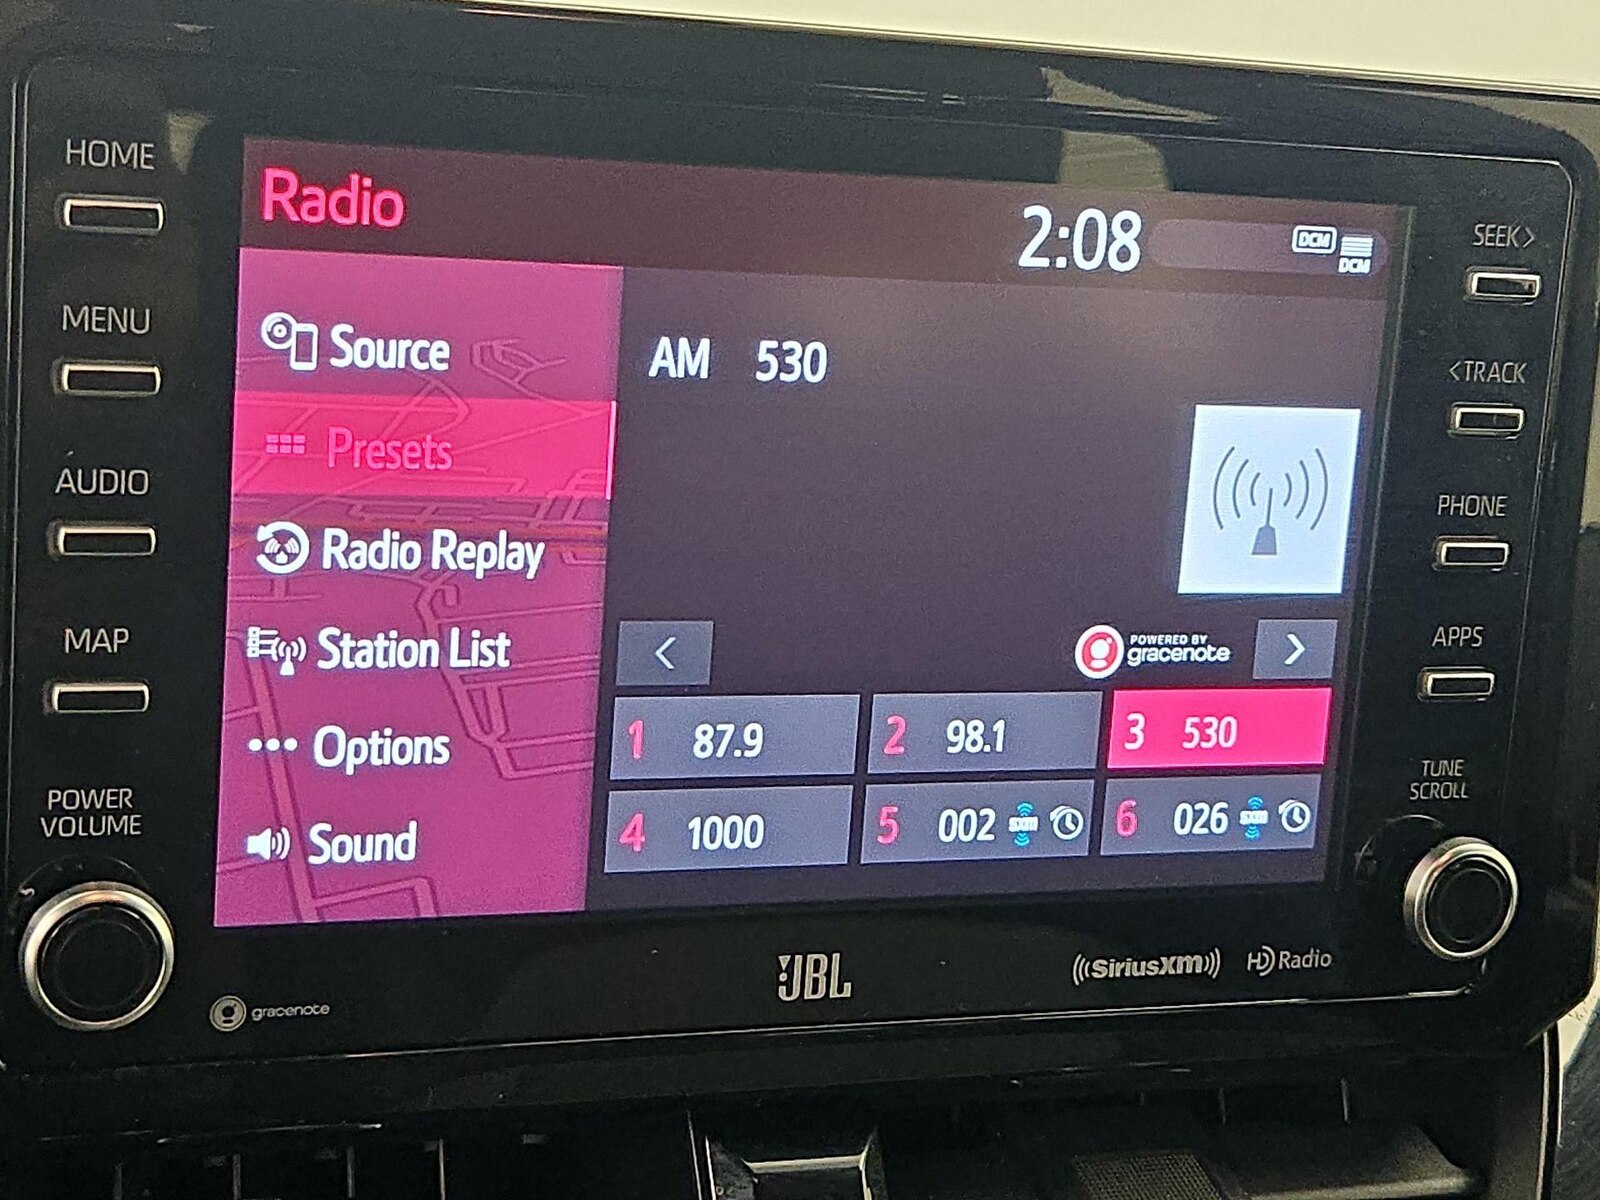 HOME
MENU
AUDIO
MAP
POWER
VOLUME
Radio
2:08
DCM
DCM
Source
Presets
Radio Replay
Station List
Options
Sound
AM 530
POWERED BY
gracenote
< >
1 87.9
2 98.1
3 530
4 1000
5 002 sxm
6 026 sxm
SEEK>
<TRACK
PHONE
APPS
TUNE
SCROLL
gracenote
JBL
SiriusXM
HD Radio